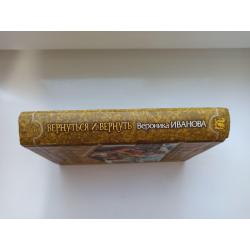 ВЕРНУТЬСЯ И ВЕРНУТЬ Вероника ИВАНОВА